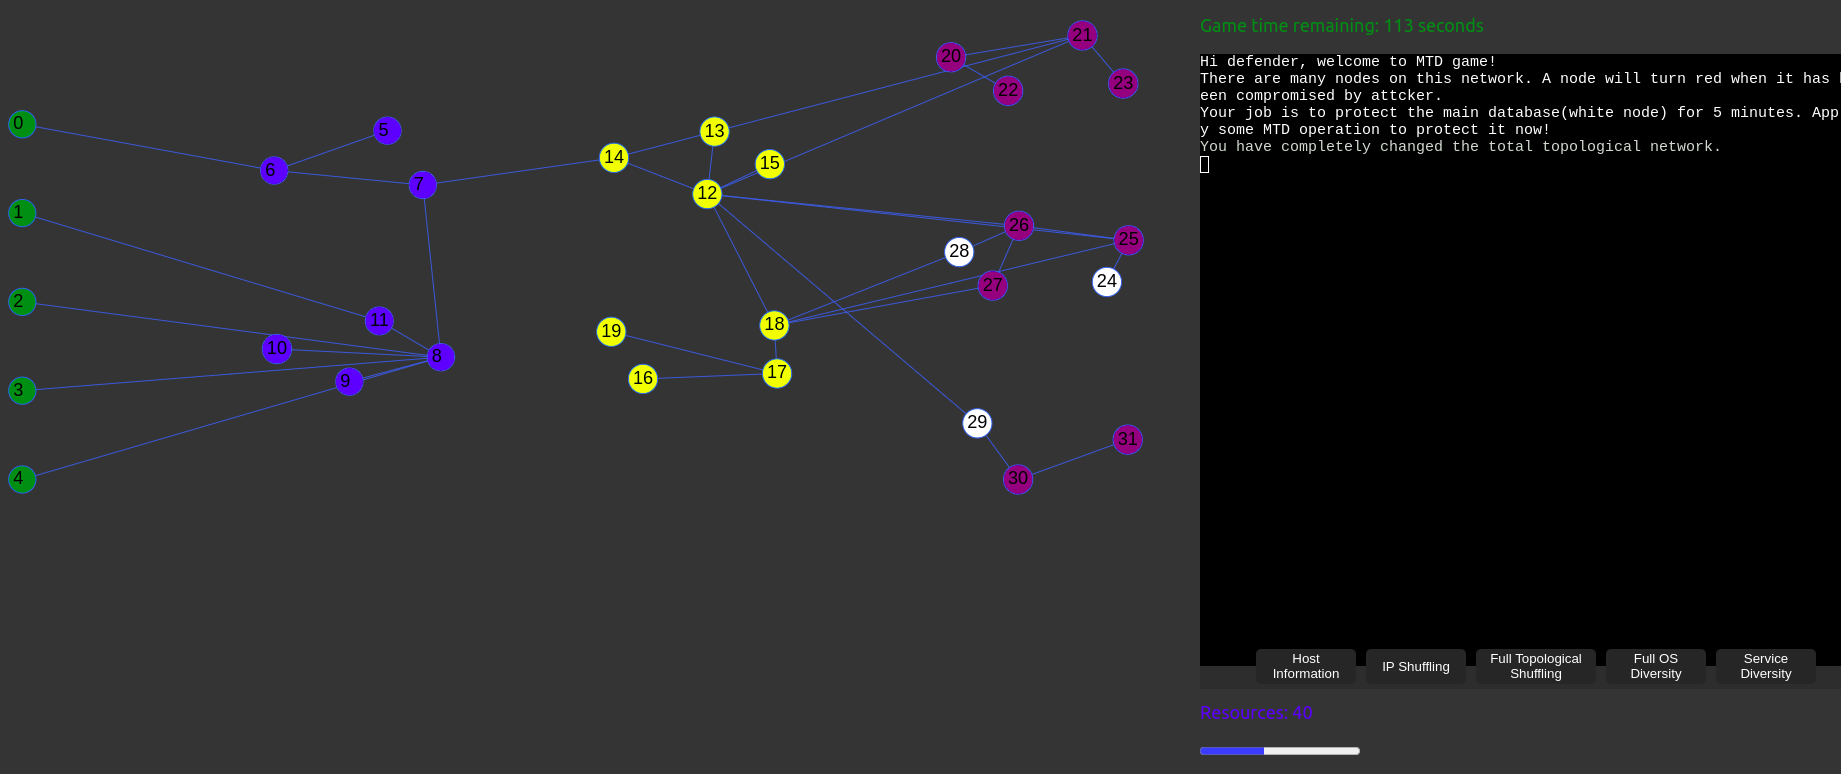 Game time remaining: 113 seconds
Hi defender, welcome to MTD game!
There are many nodes on this network. A node will turn red when it has b
een compromised by attcker.
Your job is to protect the main database(white node) for 5 minutes. App
y some MTD operation to protect it now!
You have completely changed the total topological network.
0
1
2
3
4
5
6
7
8
9
10
11
12
13
14
15
16
17
18
19
20
21
22
23
24
25
26
27
28
29
30
31
Host
Information
IP Shuffling
Full Topological
Shuffling
Full OS
Diversity
Service
Diversity
Resources: 40